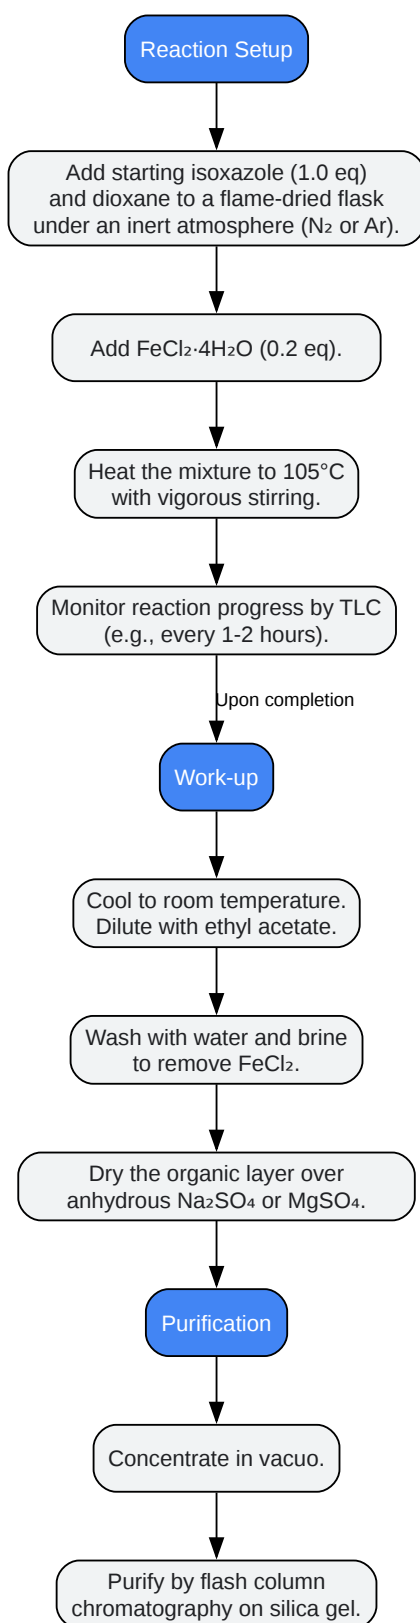 Reaction Setup
Add starting isoxazole (1.0 eq)
and dioxane to a flame-dried flask
under an inert atmosphere (N₂ or Ar).
Add FeCl₂·4H₂O (0.2 eq).
Heat the mixture to 105°C
with vigorous stirring.
Monitor reaction progress by TLC
(e.g., every 1-2 hours).
Upon completion
Work-up
Cool to room temperature.
Dilute with ethyl acetate.
Wash with water and brine
to remove FeCl₂.
Dry the organic layer over
anhydrous Na₂SO₄ or MgSO₄.
Purification
Concentrate in vacuo.
Purify by flash column
chromatography on silica gel.